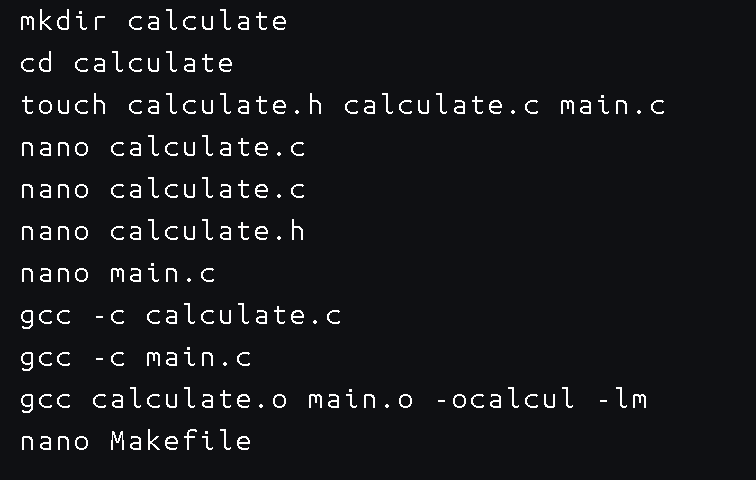 mkdir calculate
cd calculate
touch calculate.h calculate.c main.c
nano calculate.c
nano calculate.c
nano calculate.h
nano main.c
gcc -c calculate.c
gcc -c main.c
gcc calculate.o main.o -ocalcul -lm
nano Makefile